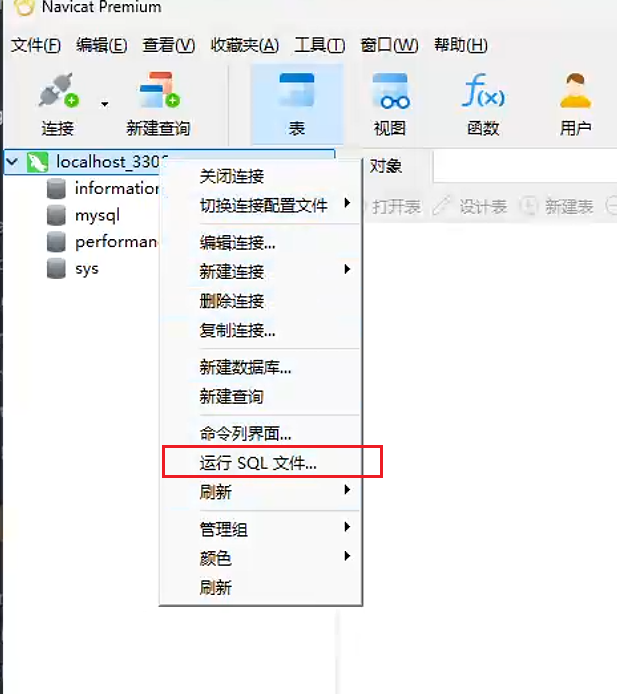 Navicat Premium
文件(F) 编辑(E) 查看(V) 收藏夹(A) 工具(T) 窗口(W) 帮助(H)
f(x)
连接 新建查询 表 视图 函数 用户
localhost_330
对象
information
mysql
performan
sys
打开表 设计表 新建表
关闭连接
切换连接配置文件
编辑连接...
新建连接
删除连接
复制连接...
新建数据库...
新建查询
命令列界面...
运行 SQL 文件...
刷新
管理组
颜色
刷新